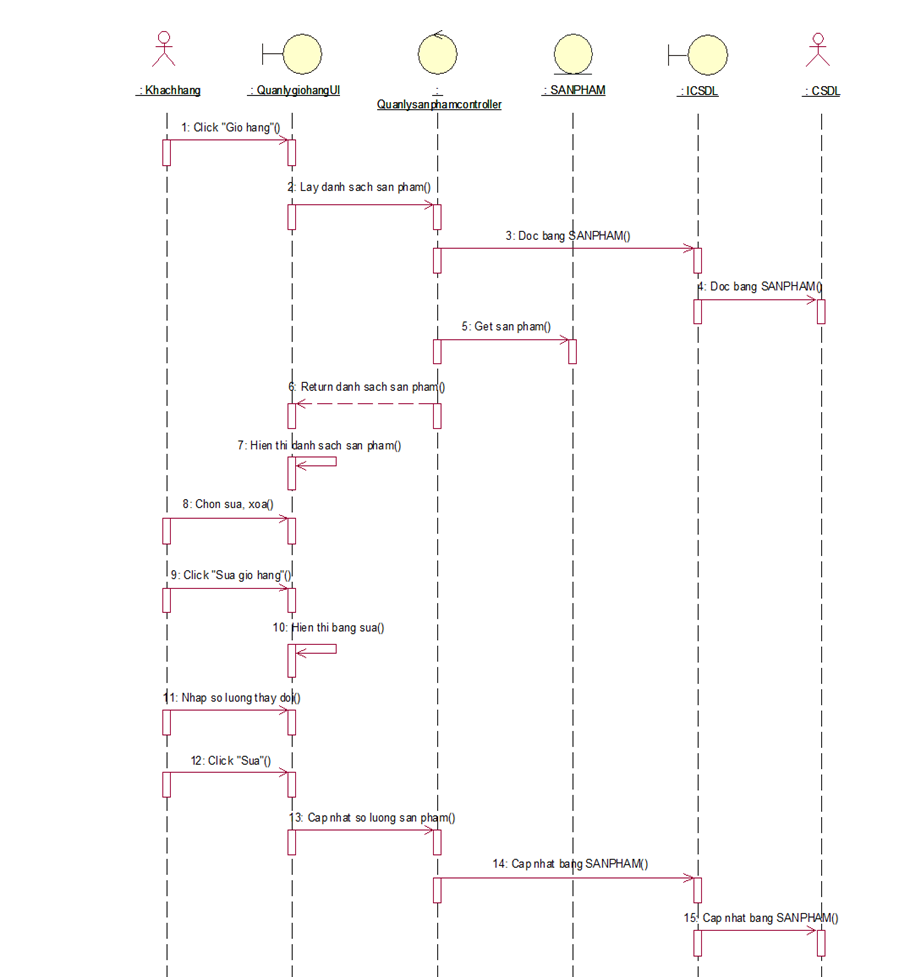 : Khachhang
: QuanlygiohangUI
:
Quanlysanphamcontroller
: SANPHAM
: ICSDL
: CSDL
1: Click "Gio hang"()
2: Lay danh sach san pham()
3: Doc bang SANPHAM()
4: Doc bang SANPHAM()
5: Get san pham()
6: Return danh sach san pham()
7: Hien thi danh sach san pham()
8: Chon sua, xoa()
9: Click "Sua gio hang"()
10: Hien thi bang sua()
11: Nhap so luong thay doi()
12: Click "Sua"()
13: Cap nhat so luong san pham()
14: Cap nhat bang SANPHAM()
15: Cap nhat bang SANPHAM()